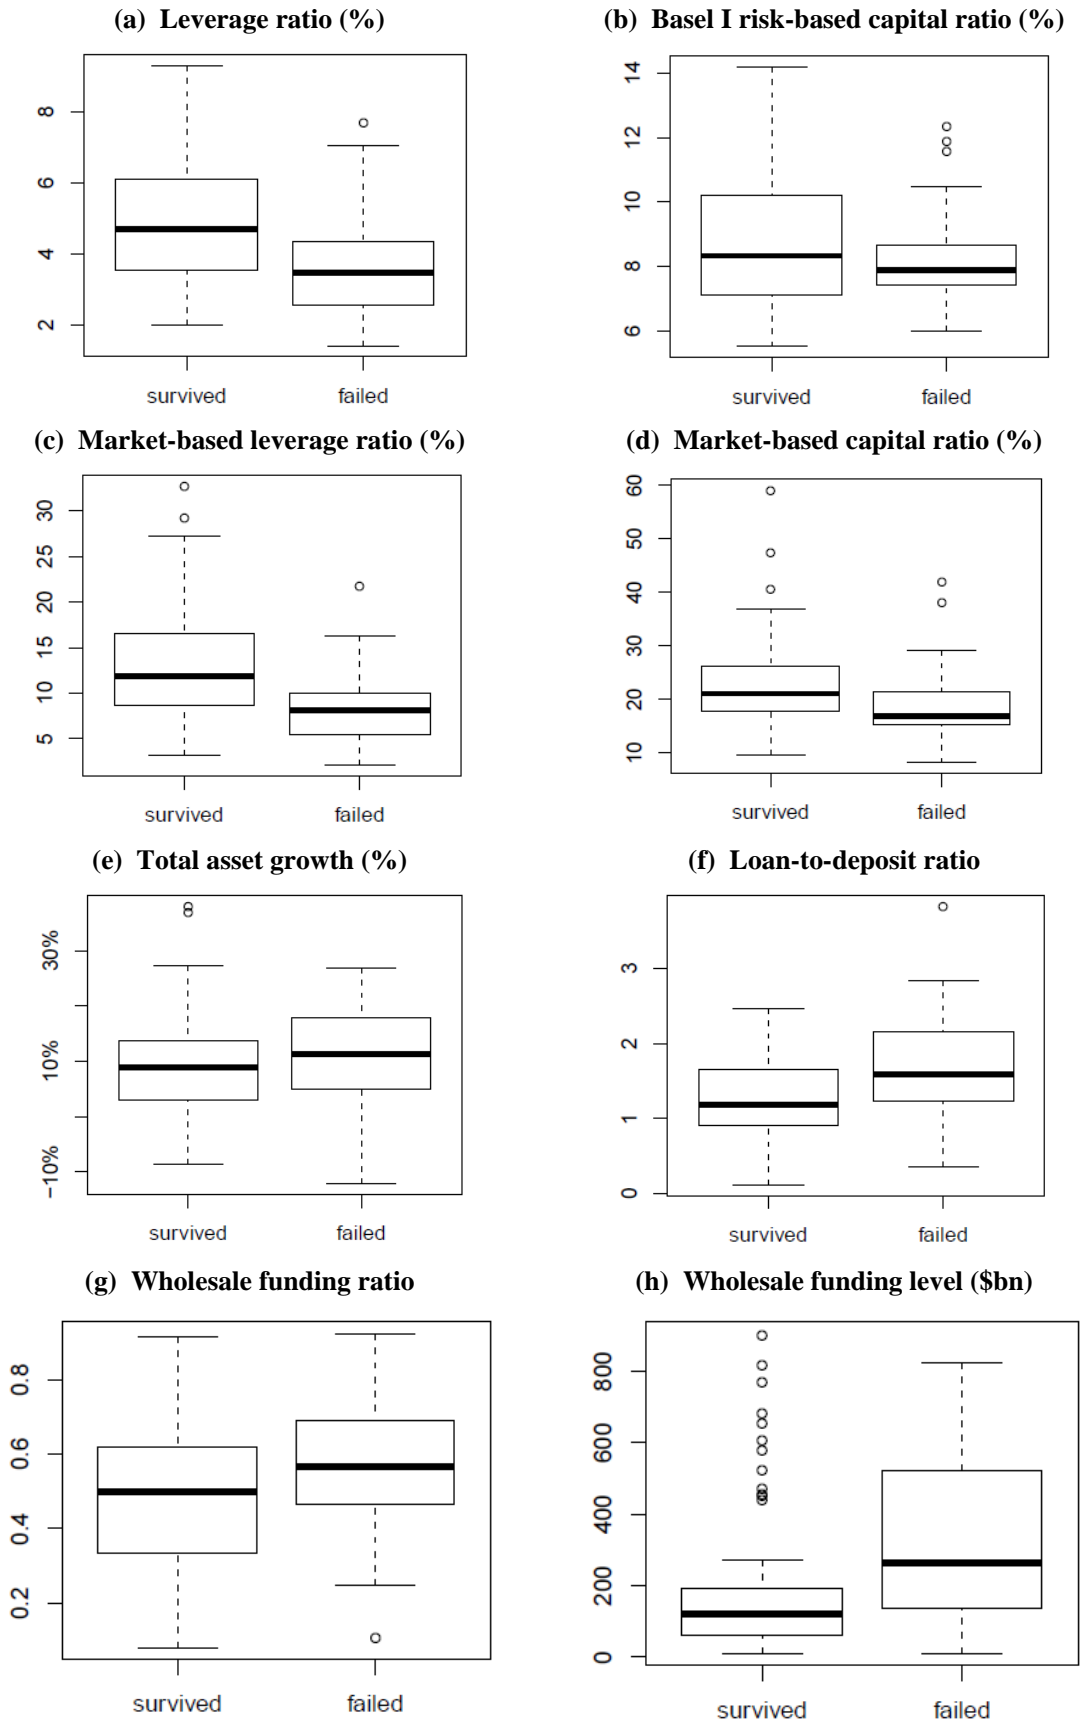 (a) Leverage ratio (%)
(b) Basel I risk-based capital ratio (%)
8
6
4
2
survived
failed
14
12
10
8
6
survived
failed
(c) Market-based leverage ratio (%)
(d) Market-based capital ratio (%)
30
25
20
15
10
5
survived
failed
60
50
40
30
20
10
survived
failed
(e) Total asset growth (%)
(f) Loan-to-deposit ratio
30%
10%
−10%
survived
failed
3
2
1
0
survived
failed
(g) Wholesale funding ratio
(h) Wholesale funding level ($bn)
0.8
0.6
0.4
0.2
survived
failed
800
600
400
200
0
survived
failed